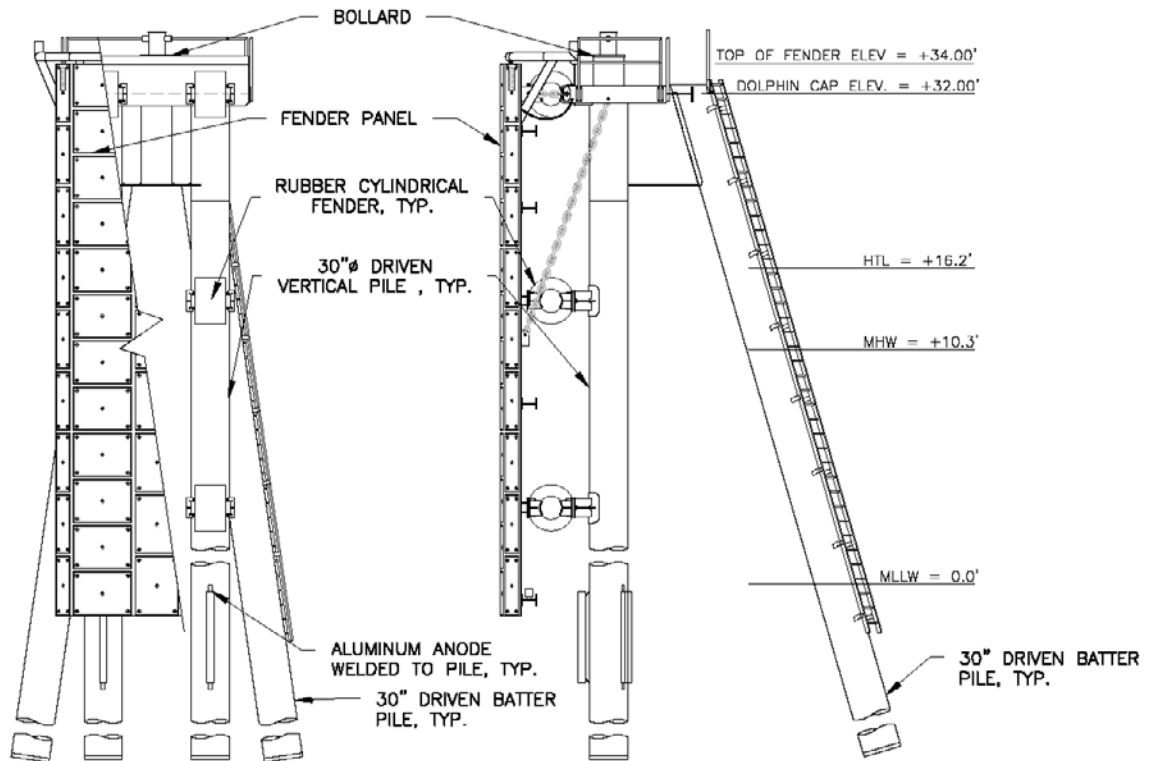 BOLLARD
TOP OF FENDER ELEV = +34.00'
DOLPHIN CAP ELEV. = +32.00'
FENDER PANEL
RUBBER CYLINDRICAL
FENDER, TYP.
30"ø DRIVEN
VERTICAL PILE , TYP.
HTL = +16.2'
MHW = +10.3'
MLLW = 0.0'
ALUMINUM ANODE
WELDED TO PILE, TYP.
30" DRIVEN BATTER
PILE, TYP.
30" DRIVEN BATTER
PILE, TYP.